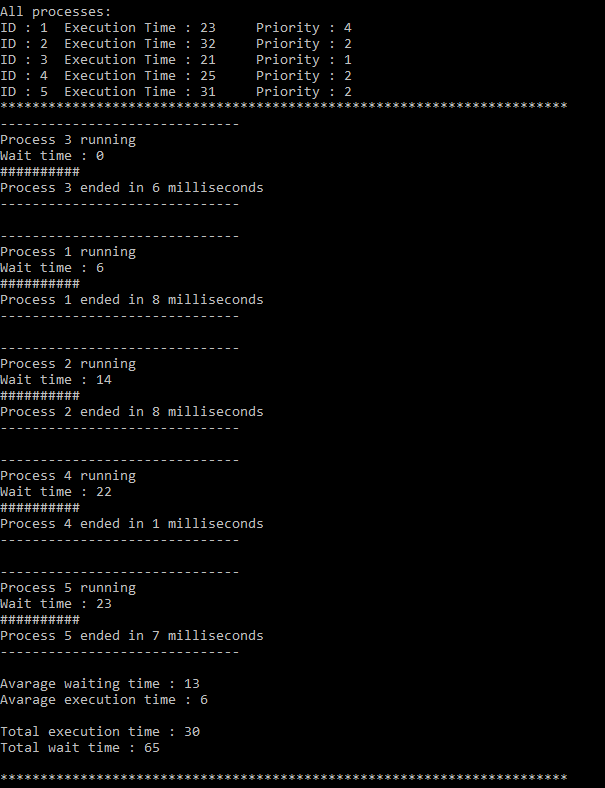 All processes:
ID : 1  Execution Time : 23     Priority : 4
ID : 2  Execution Time : 32     Priority : 2
ID : 3  Execution Time : 21     Priority : 1
ID : 4  Execution Time : 25     Priority : 2
ID : 5  Execution Time : 31     Priority : 2
***********************************************************************
------------------------------
Process 3 running
Wait time : 0
##########
Process 3 ended in 6 milliseconds
------------------------------

------------------------------
Process 1 running
Wait time : 6
##########
Process 1 ended in 8 milliseconds
------------------------------

------------------------------
Process 2 running
Wait time : 14
##########
Process 2 ended in 8 milliseconds
------------------------------

------------------------------
Process 4 running
Wait time : 22
##########
Process 4 ended in 1 milliseconds
------------------------------

------------------------------
Process 5 running
Wait time : 23
##########
Process 5 ended in 7 milliseconds
------------------------------

Avarage waiting time : 13
Avarage execution time : 6

Total execution time : 30
Total wait time : 65

***********************************************************************